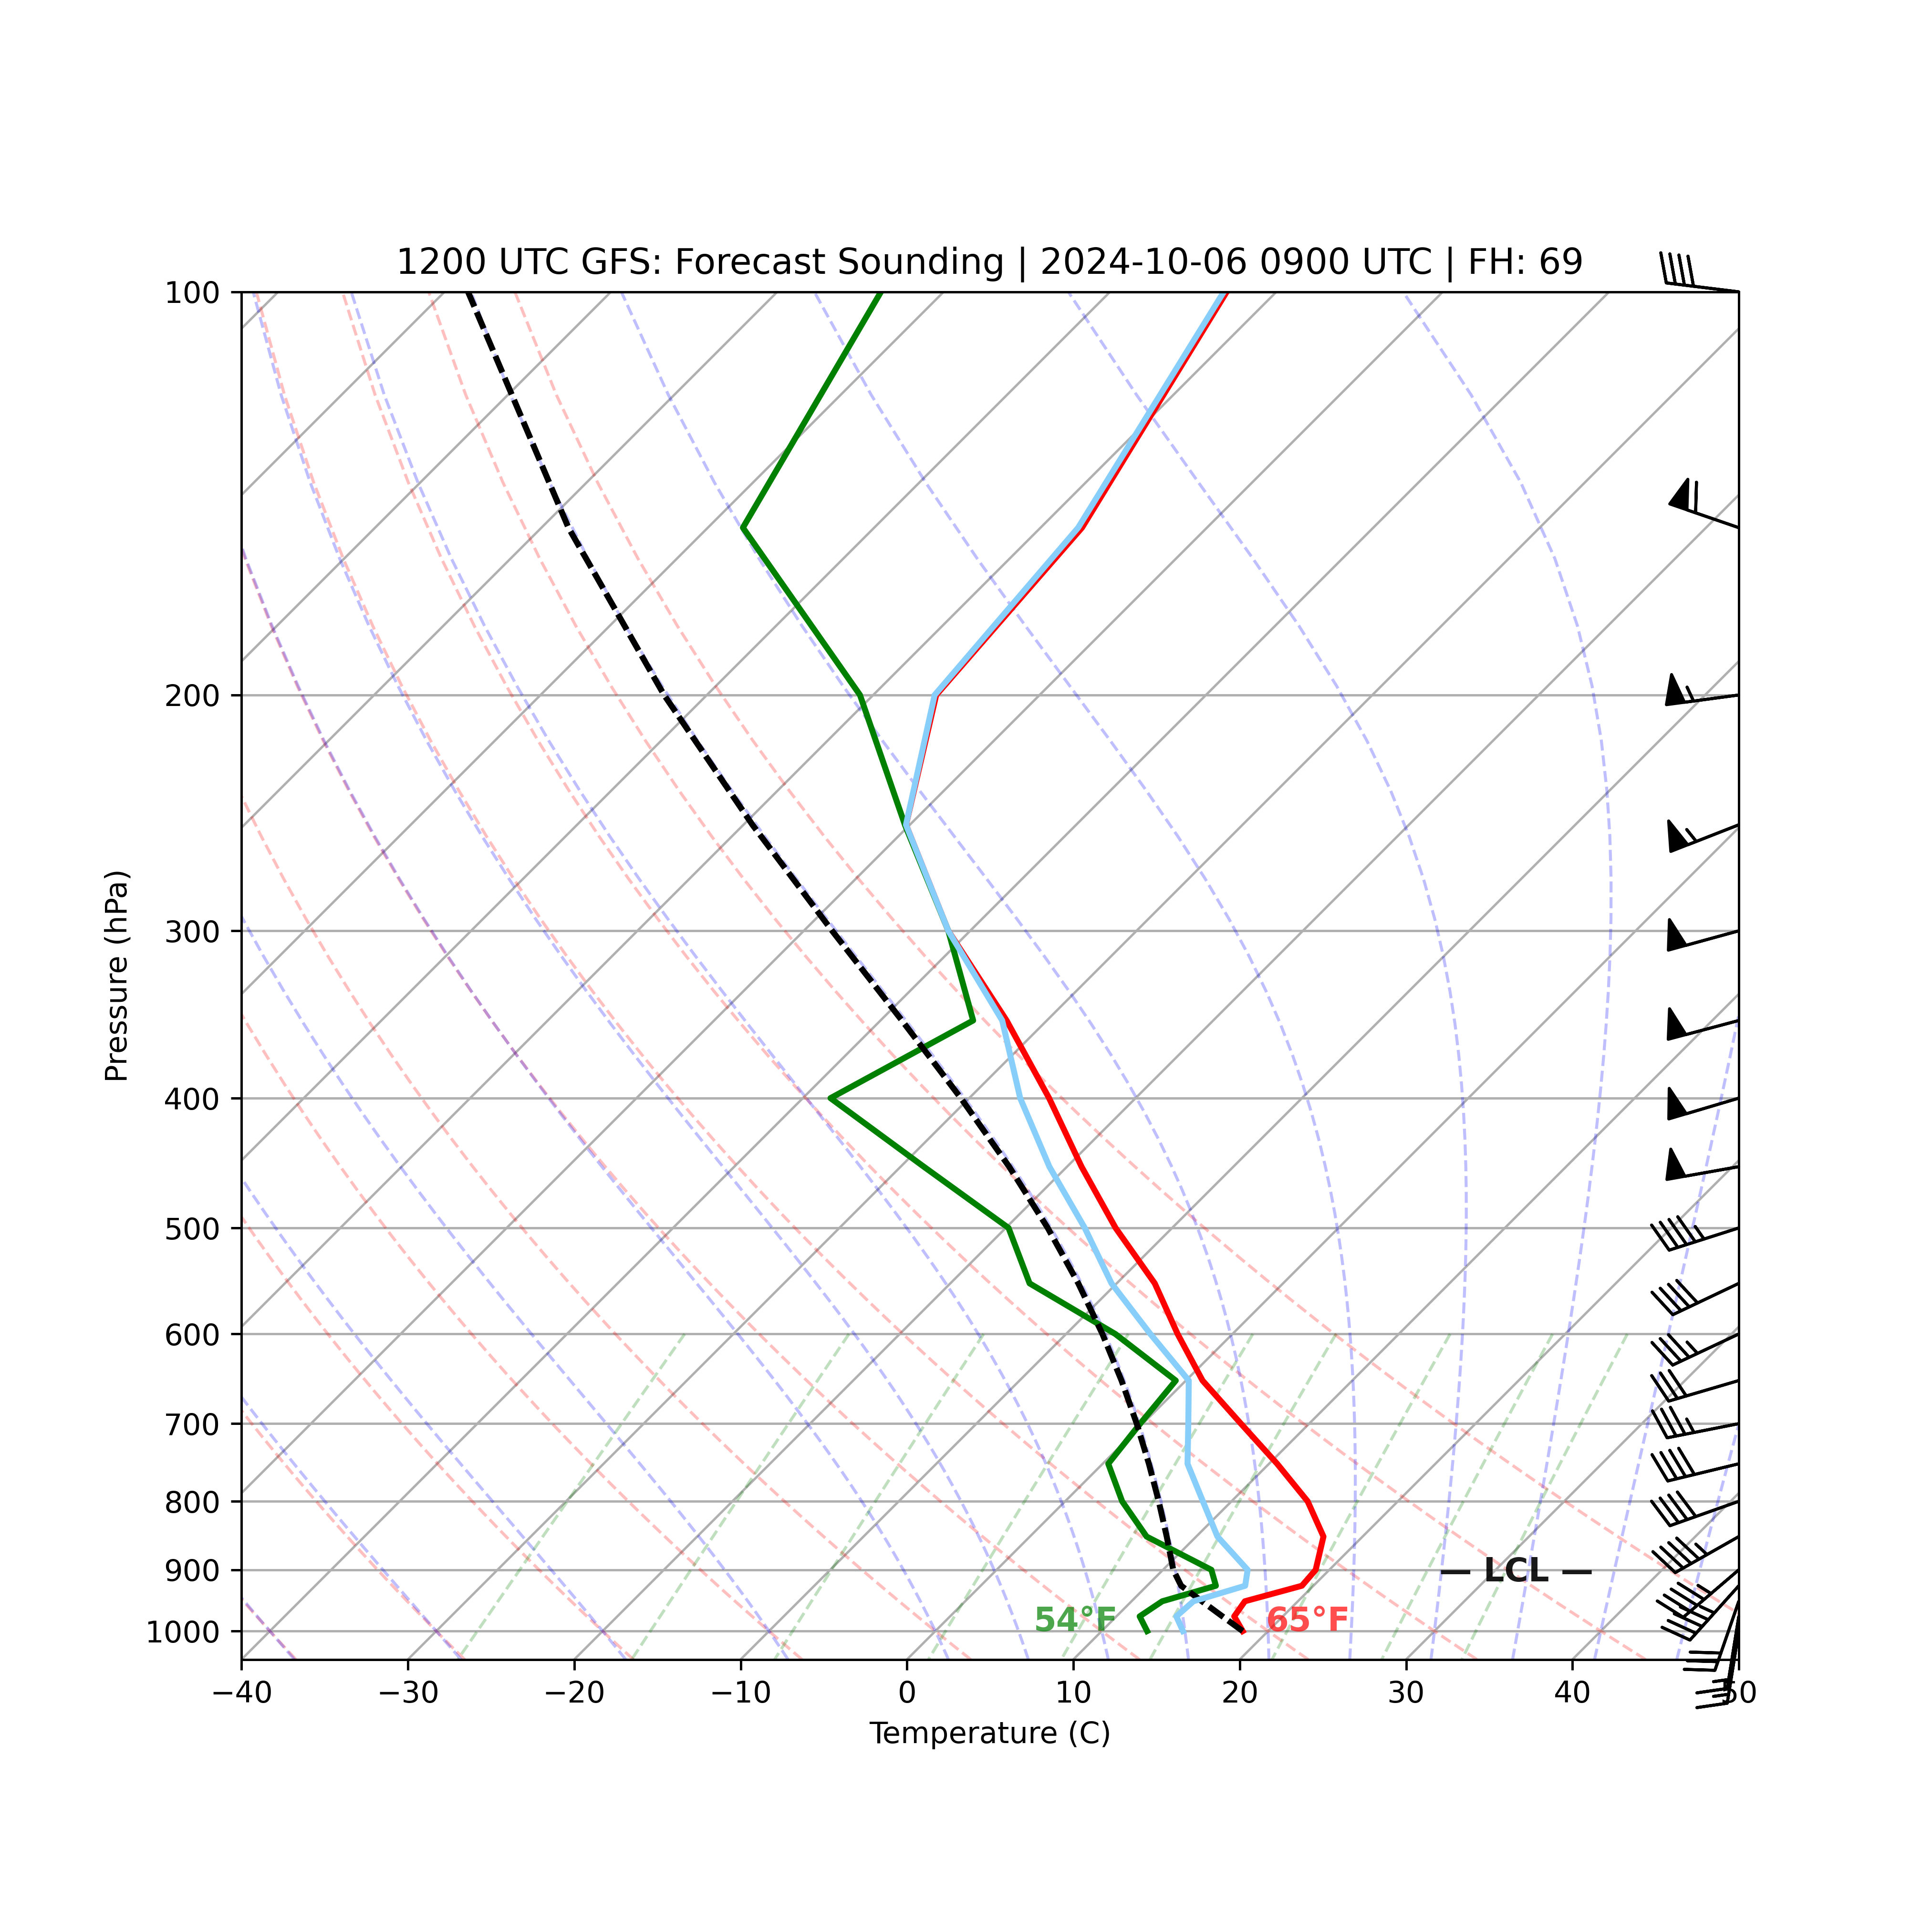 1200 UTC GFS: Forecast Sounding | 2024-10-06 0900 UTC | FH: 69
100
200
300
400
500
600
700
800
900
1000
Pressure (hPa)
— LCL —
54°F
65°F
−40 −30 −20 −10 0 10 20 30 40 50
Temperature (C)